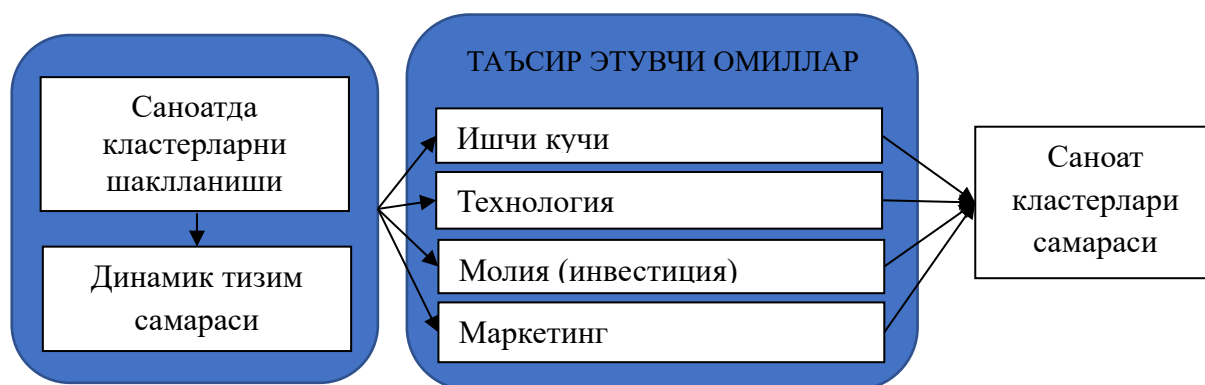 Саноатда
кластерларни
шаклланиши
Динамик тизим
самараси
ТАЪСИР ЭТУВЧИ ОМИЛЛАР
Ишчи кучи
Технология
Молия (инвестиция)
Маркетинг
Саноат
кластерлари
самараси